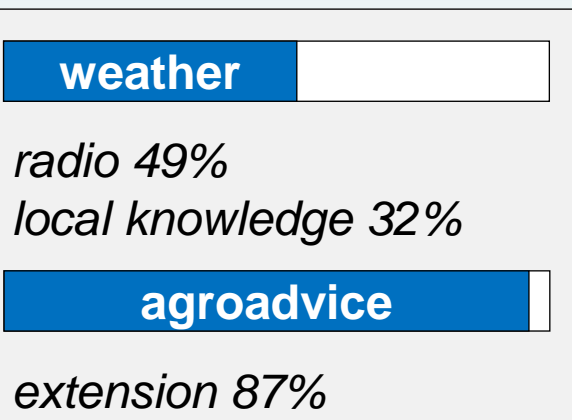 weather
radio 49%
local knowledge 32%
agroadvice
extension 87%